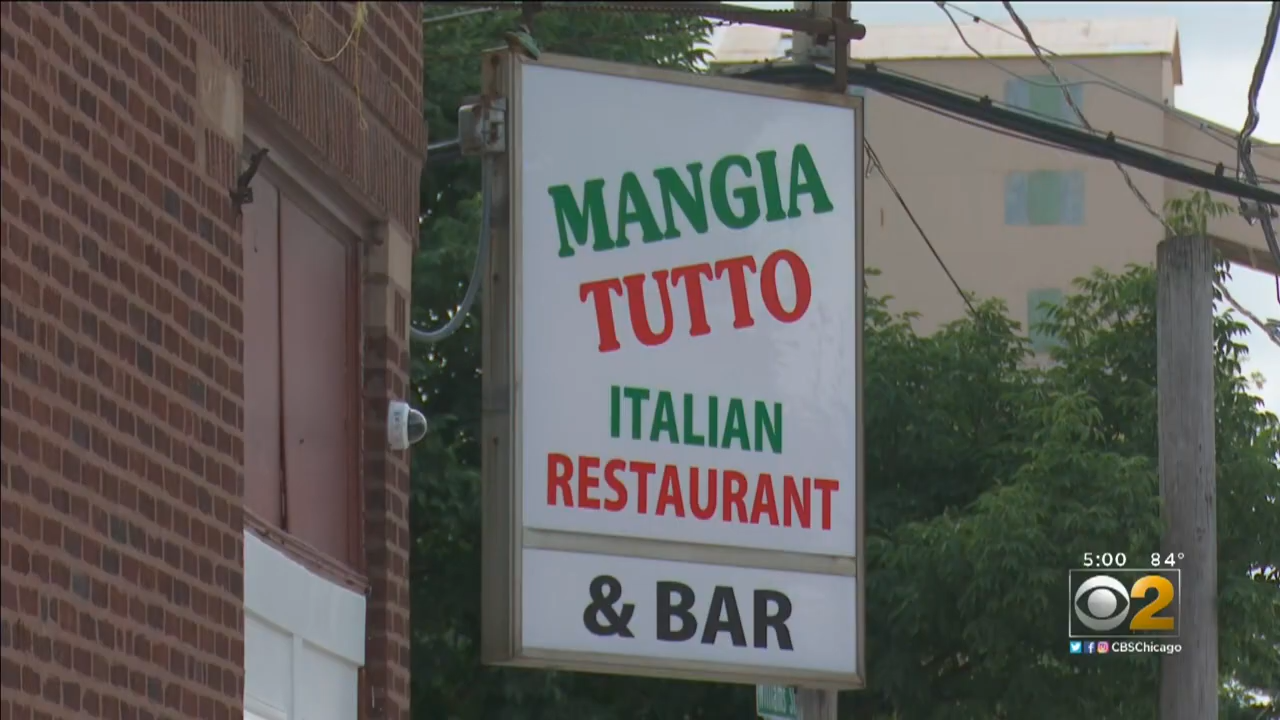 MANGIA
TUTTO
ITALIAN
RESTAURANT
& BAR
5:00 84°
2
CBSChicago